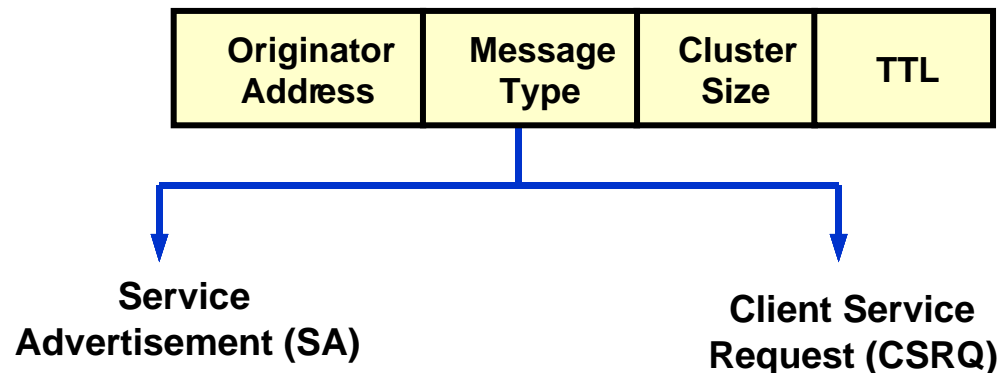 Originator Address
Message Type
Cluster Size
TTL
Service
Advertisement (SA)
Client Service
Request (CSRQ)